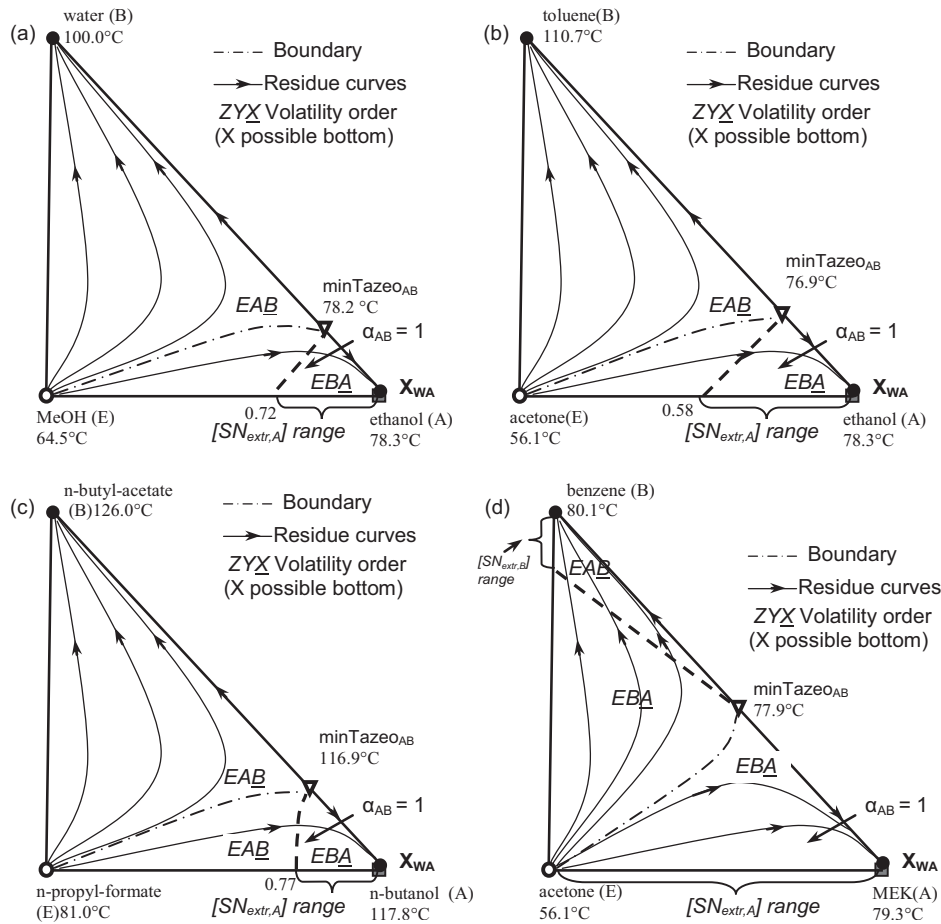 (a)
water (B)
100.0°C
Boundary
Residue curves
ZYX Volatility order
(X possible bottom)
EAB
minTazeoAB
78.2 °C
αAB = 1
EBA
XWA
MeOH (E)
64.5°C
0.72
[SNextr,A] range
ethanol (A)
78.3°C
(b)
toluene(B)
110.7°C
Boundary
Residue curves
ZYX Volatility order
(X possible bottom)
EAB
minTazeoAB
76.9°C
αAB = 1
EBA
XWA
acetone(E)
56.1°C
0.58
[SNextr,A] range
ethanol (A)
78.3°C
(c)
n-butyl-acetate
(B)126.0°C
Boundary
Residue curves
ZYX Volatility order
(X possible bottom)
EAB
minTazeoAB
116.9°C
αAB = 1
EAB
EBA
XWA
n-propyl-formate
(E)81.0°C
0.77
[SNextr,A] range
n-butanol (A)
117.8°C
(d)
benzene (B)
80.1°C
[SNextr,B]
range
EAB
Boundary
Residue curves
ZYX Volatility order
(X possible bottom)
EBA
minTazeoAB
77.9°C
EBA
αAB = 1
XWA
acetone (E)
56.1°C
[SNextr,A] range
MEK(A)
79.3°C